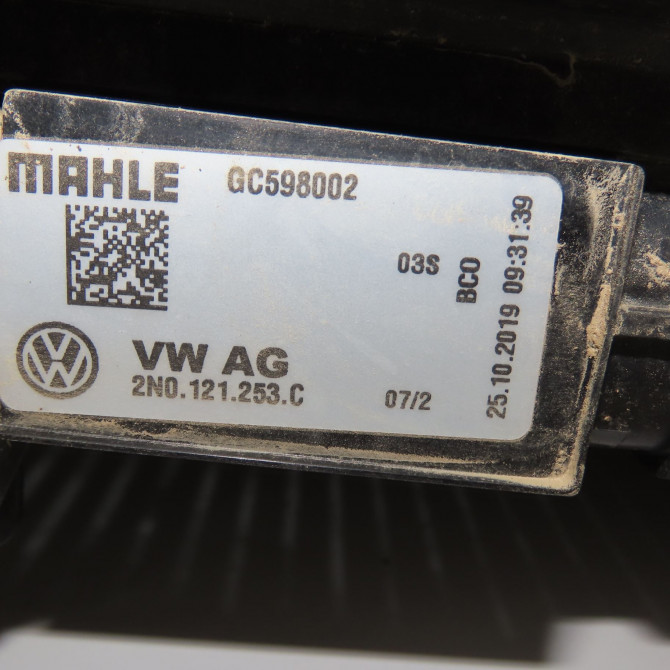 MAHLE GC598002
03S
BCO
25.10.2019 09:31:39
VW AG
2N0.121.253.C
07/2